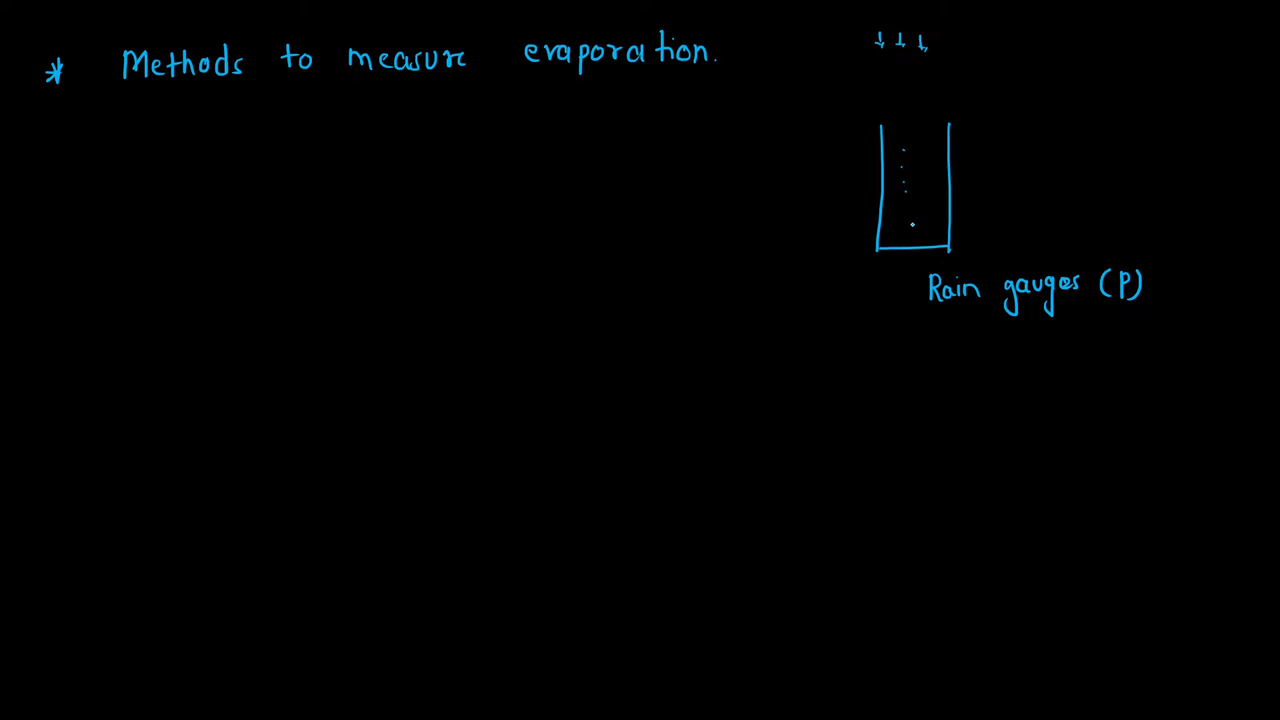 * Methods to measure evaporation.
Rain gauges (P)